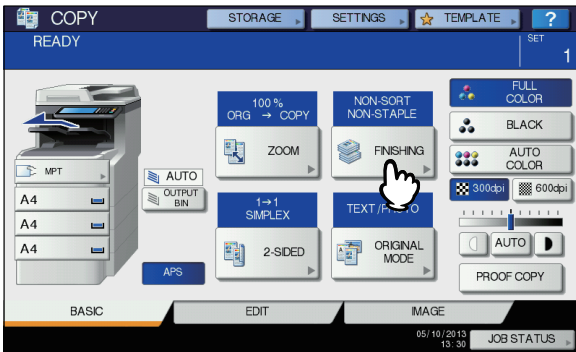 COPY
STORAGE
SETTINGS
TEMPLATE
?
READY
SET
1
100 %
ORG → COPY
ZOOM
NON-SORT
NON-STAPLE
FINISHING
FULL
COLOR
BLACK
AUTO
COLOR
300dpi
600dpi
MPT
A4
A4
A4
AUTO
OUTPUT
BIN
APS
1→1
SIMPLEX
2-SIDED
TEXT/PHOTO
ORIGINAL
MODE
AUTO
PROOF COPY
BASIC
EDIT
IMAGE
05/10/2013
13:30
JOB STATUS